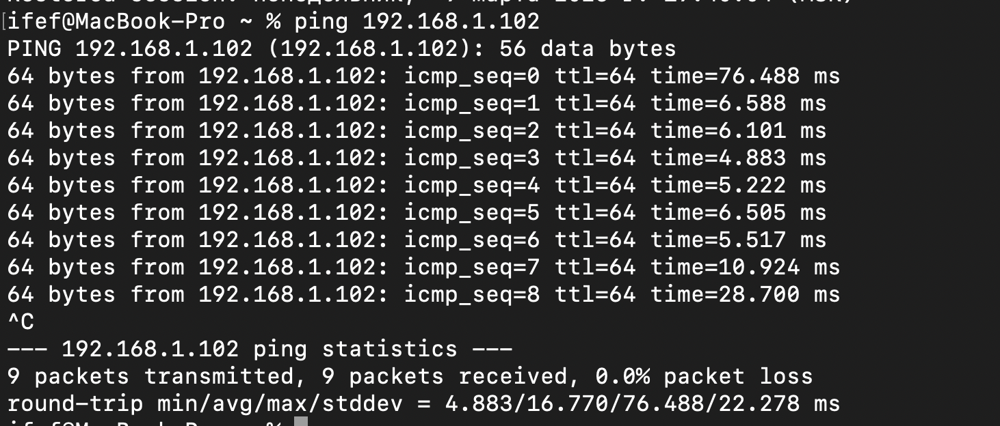 ifef@MacBook-Pro ~ % ping 192.168.1.102
PING 192.168.1.102 (192.168.1.102): 56 data bytes
64 bytes from 192.168.1.102: icmp_seq=0 ttl=64 time=76.488 ms
64 bytes from 192.168.1.102: icmp_seq=1 ttl=64 time=6.588 ms
64 bytes from 192.168.1.102: icmp_seq=2 ttl=64 time=6.101 ms
64 bytes from 192.168.1.102: icmp_seq=3 ttl=64 time=4.883 ms
64 bytes from 192.168.1.102: icmp_seq=4 ttl=64 time=5.222 ms
64 bytes from 192.168.1.102: icmp_seq=5 ttl=64 time=6.505 ms
64 bytes from 192.168.1.102: icmp_seq=6 ttl=64 time=5.517 ms
64 bytes from 192.168.1.102: icmp_seq=7 ttl=64 time=10.924 ms
64 bytes from 192.168.1.102: icmp_seq=8 ttl=64 time=28.700 ms
^C
--- 192.168.1.102 ping statistics ---
9 packets transmitted, 9 packets received, 0.0% packet loss
round-trip min/avg/max/stddev = 4.883/16.770/76.488/22.278 ms
ifef@MacBook-Pro ~ %